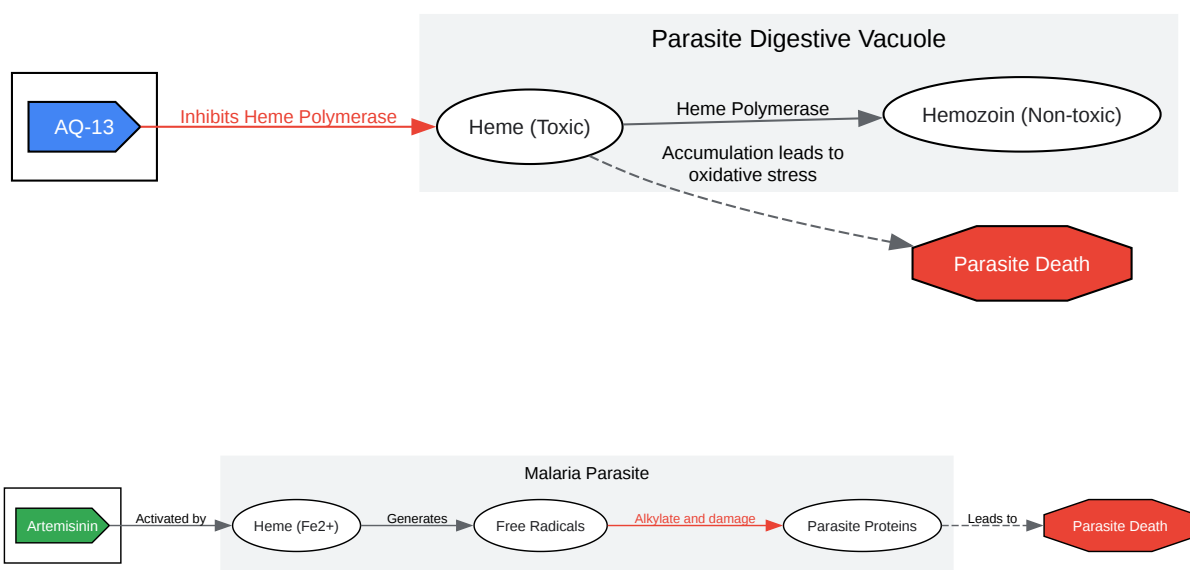 Parasite Digestive Vacuole
AQ-13
Inhibits Heme Polymerase
Heme (Toxic)
Heme Polymerase
Hemozoin (Non-toxic)
Accumulation leads to
oxidative stress
Parasite Death
Malaria Parasite
Artemisinin
Activated by
Heme (Fe2+)
Generates
Free Radicals
Alkylate and damage
Parasite Proteins
Leads to
Parasite Death